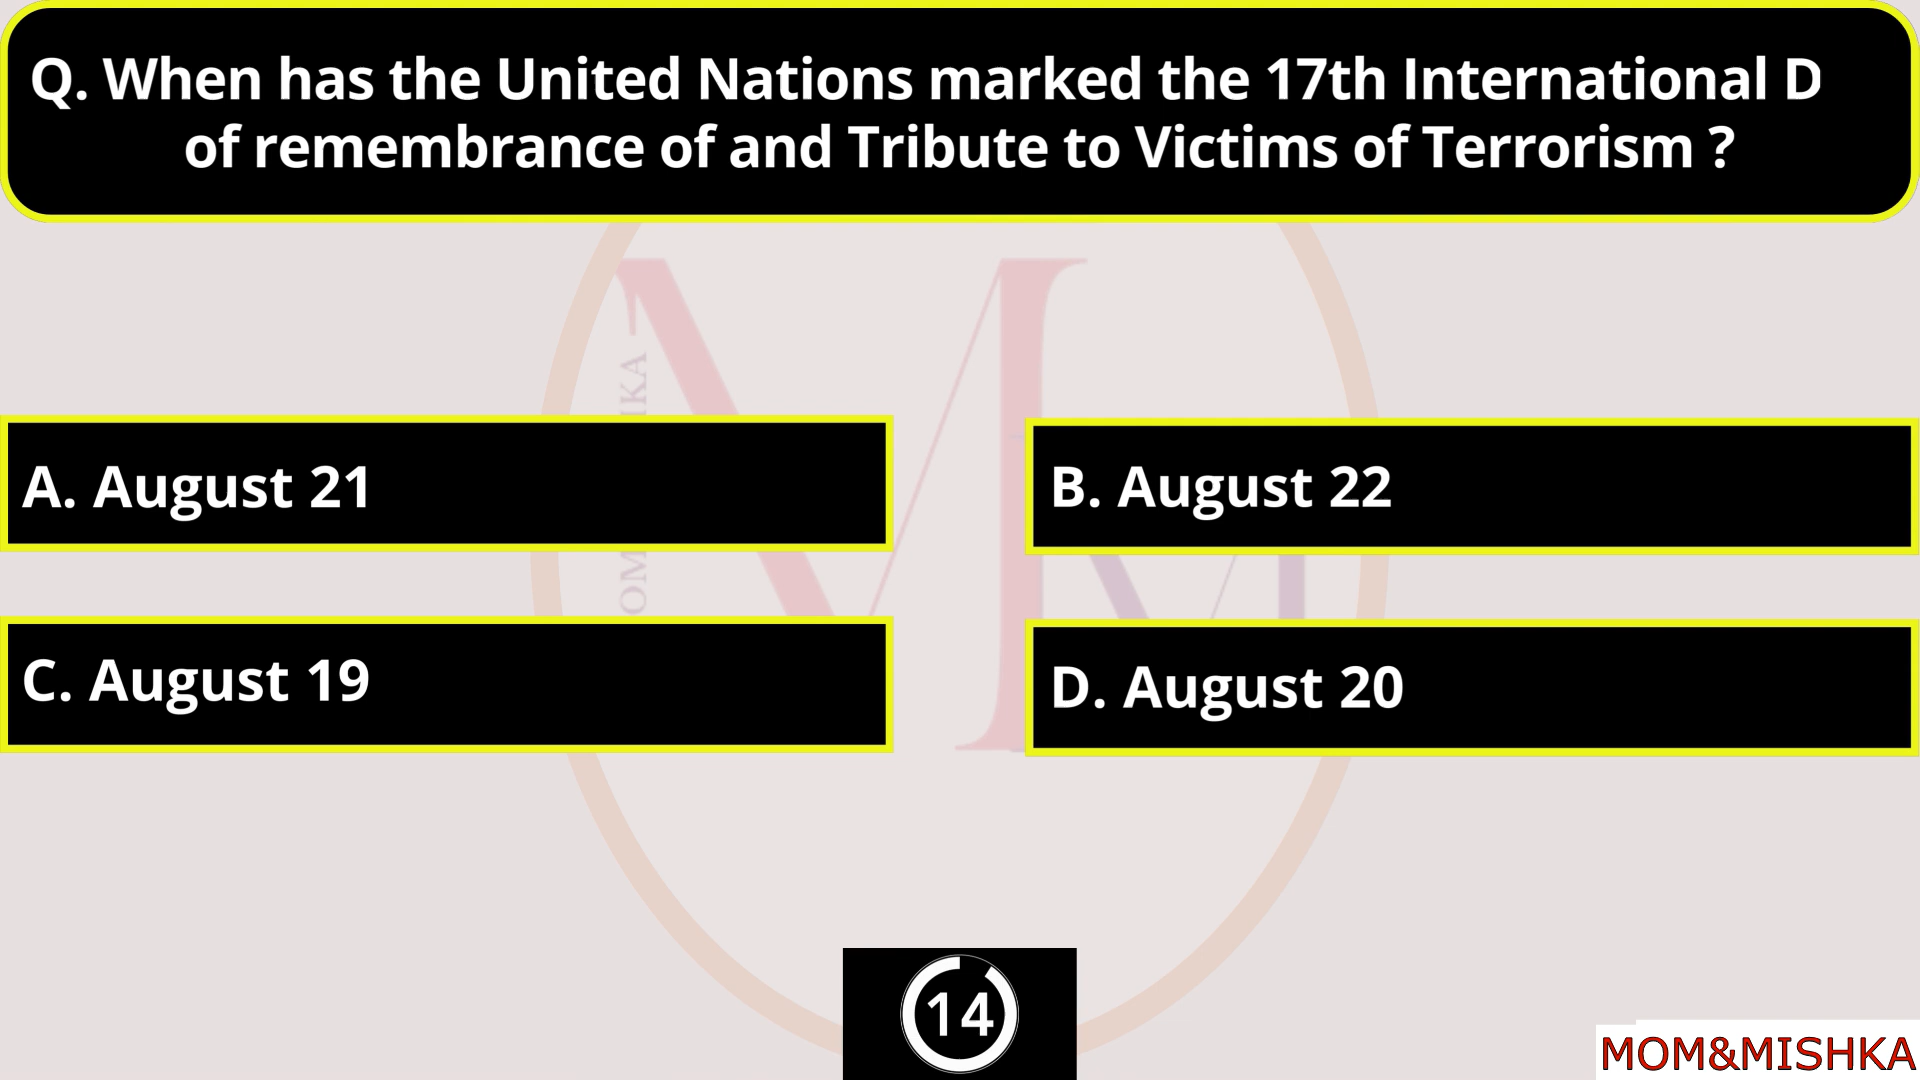 Q. When has the United Nations marked the 17th International D
of remembrance of and Tribute to Victims of Terrorism ?
A. August 21
B. August 22
C. August 19
D. August 20
14
MOM&MISHKA